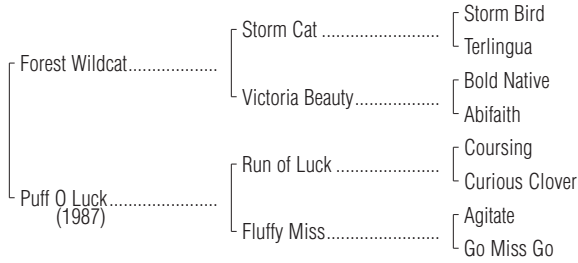 Storm Bird
Storm Cat ........................
Terlingua
Forest Wildcat..................
Bold Native
Victoria Beauty.................
Abifaith
Coursing
Run of Luck .....................
Curious Clover
Puff O Luck......................
(1987)
Agitate
Fluffy Miss.......................
Go Miss Go